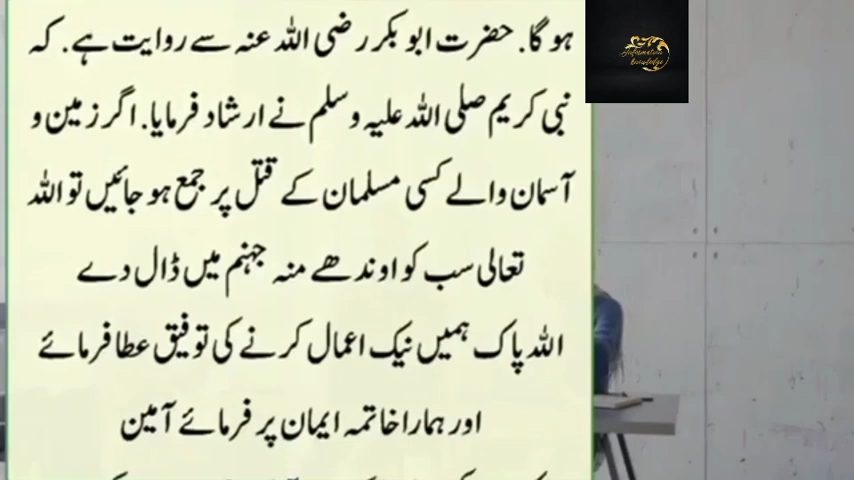 ہو گا. حضرت ابو بکر رضی اللہ عنہ سے روایت ہے. کہ
نبی کریم صلی اللہ علیہ وسلم نے ارشاد فرمایا. اگر زمین و
آسمان والے کسی مسلمان کے قتل پر جمع ہو جائیں تو اللہ
تعالی سب کو اوندھے منہ جہنم میں ڈال دے
اللہ پاک ہمیں نیک اعمال کرنے کی توفیق عطا فرمائے
اور ہمارا خاتمہ ایمان پر فرمائے آمین
Information
knowledge